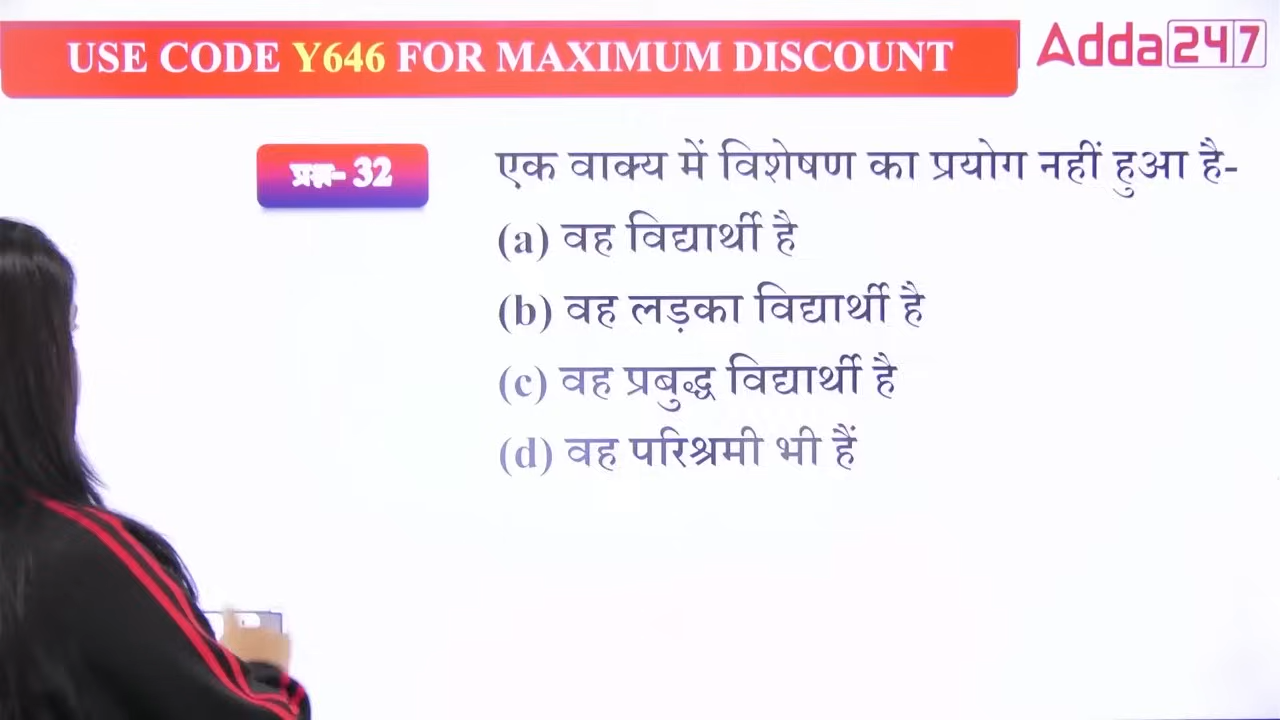 USE CODE Y646 FOR MAXIMUM DISCOUNT
Adda247
प्रश्न- 32
एक वाक्य में विशेषण का प्रयोग नहीं हुआ है-
(a) वह विद्यार्थी है
(b) वह लड़का विद्यार्थी है
(c) वह प्रबुद्ध विद्यार्थी है
(d) वह परिश्रमी भी हैं